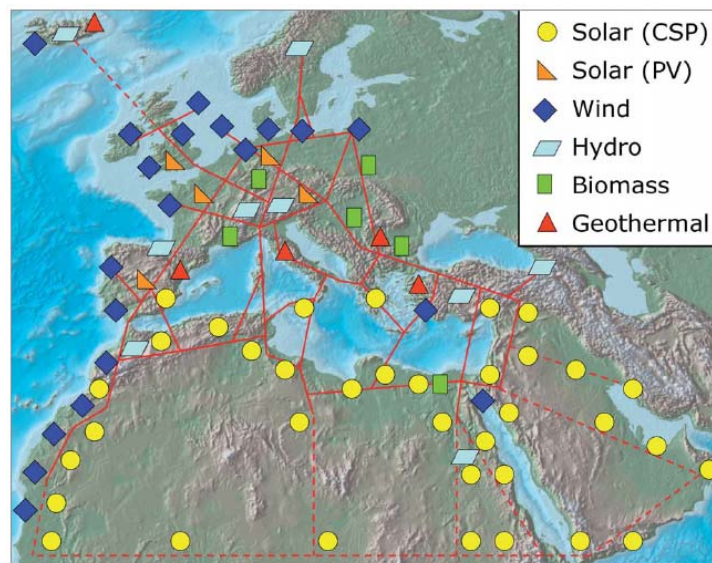 Solar (CSP)
Solar (PV)
Wind
Hydro
Biomass
Geothermal